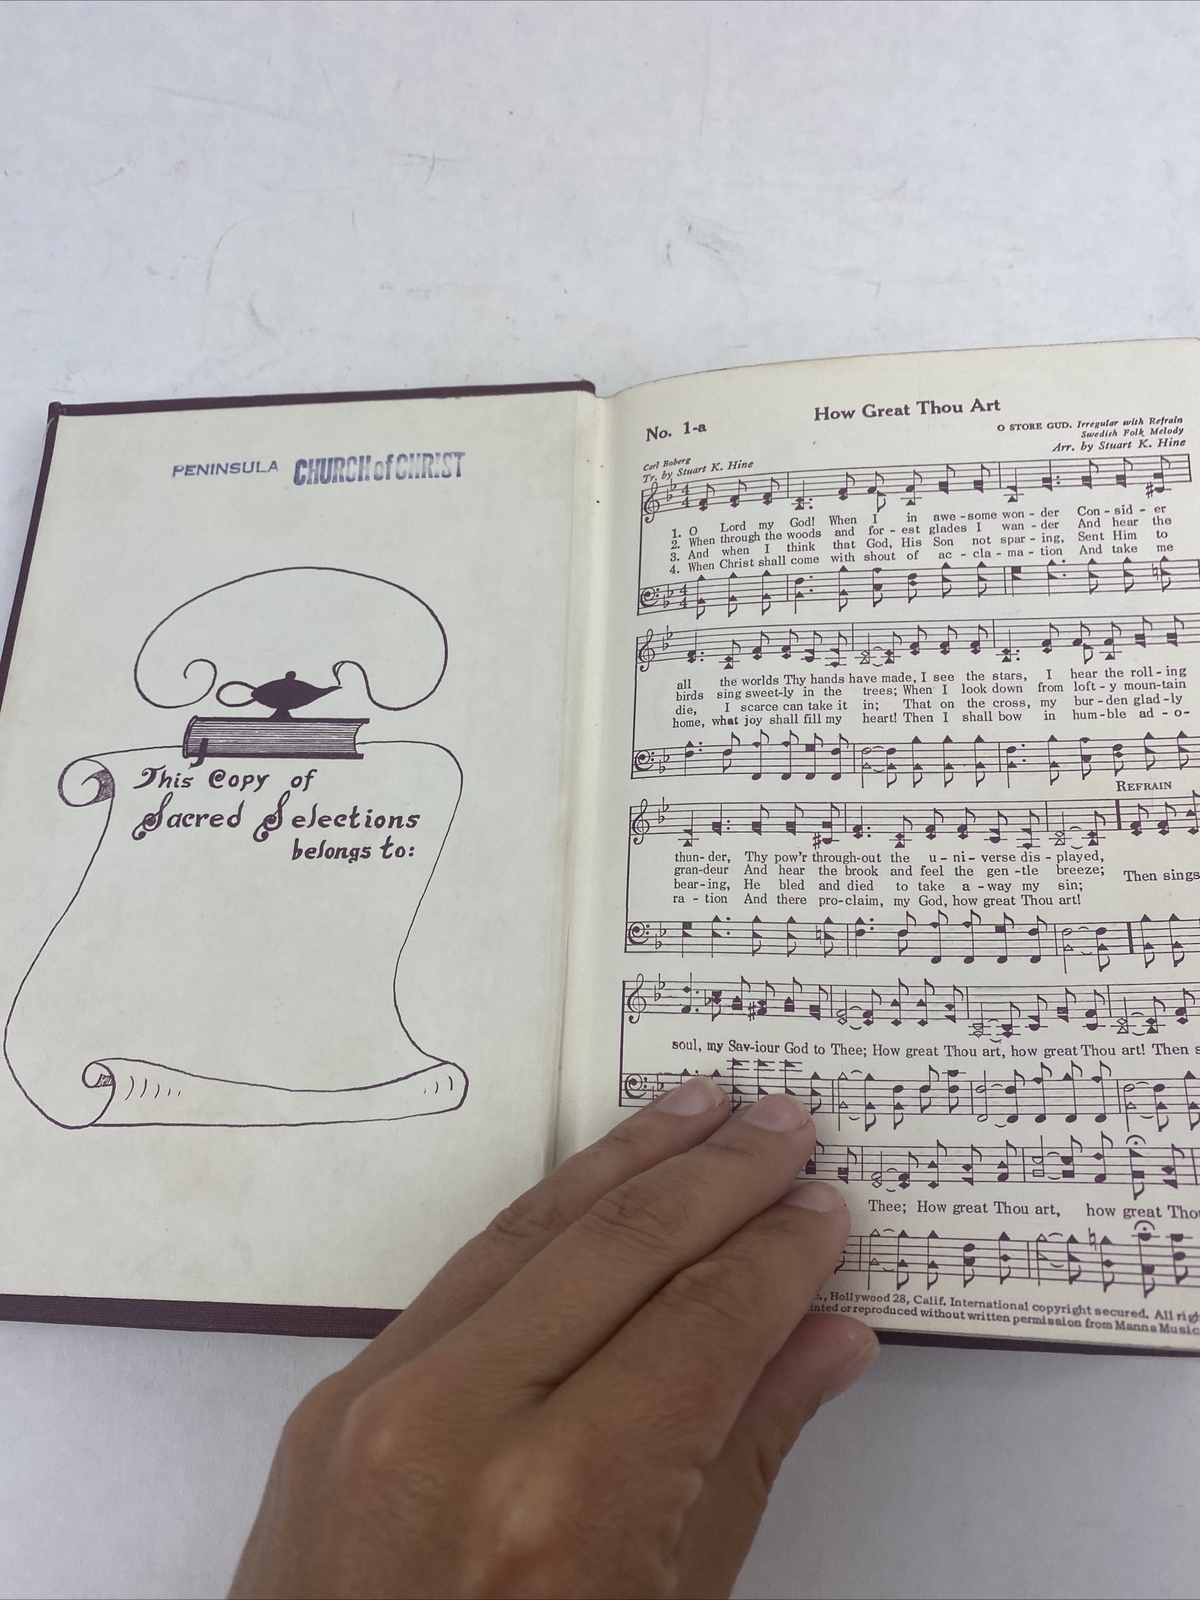 PENINSULA CHURCH of CHRIST
This Copy of
Sacred Selections
belongs to:
No. 1-a
How Great Thou Art
O STORE GUD. Irregular with Refrain
Swedish Folk Melody
Arr. by Stuart K. Hine
Carl Boberg
Tr. by Stuart K. Hine
1. O Lord my God! When I in awe-some won-der Con-sid-er
2. When through the woods and for-est glades I wan-der And hear the
3. And when I think that God, His Son not spar-ing, Sent Him to
4. When Christ shall come with shout of ac-cla-ma-tion And take me
all the worlds Thy hands have made, I see the stars, I hear the roll-ing
birds sing sweet-ly in the trees; When I look down from loft-y moun-tain
die, I scarce can take it in; That on the cross, my bur-den glad-ly
home, what joy shall fill my heart! Then I shall bow in hum-ble ad-o-
REFRAIN
thun-der, Thy pow'r through-out the u-ni-verse dis-played,
gran-deur And hear the brook and feel the gen-tle breeze;
Then sings
bear-ing, He bled and died to take a-way my sin;
ra-tion And there pro-claim, my God, how great Thou art!
soul, my Sav-iour God to Thee; How great Thou art, how great Thou art! Then s
Thee; How great Thou art, how great Tho
, Hollywood 28, Calif. International copyright secured. All righ
inted or reproduced without written permission from Manna Music